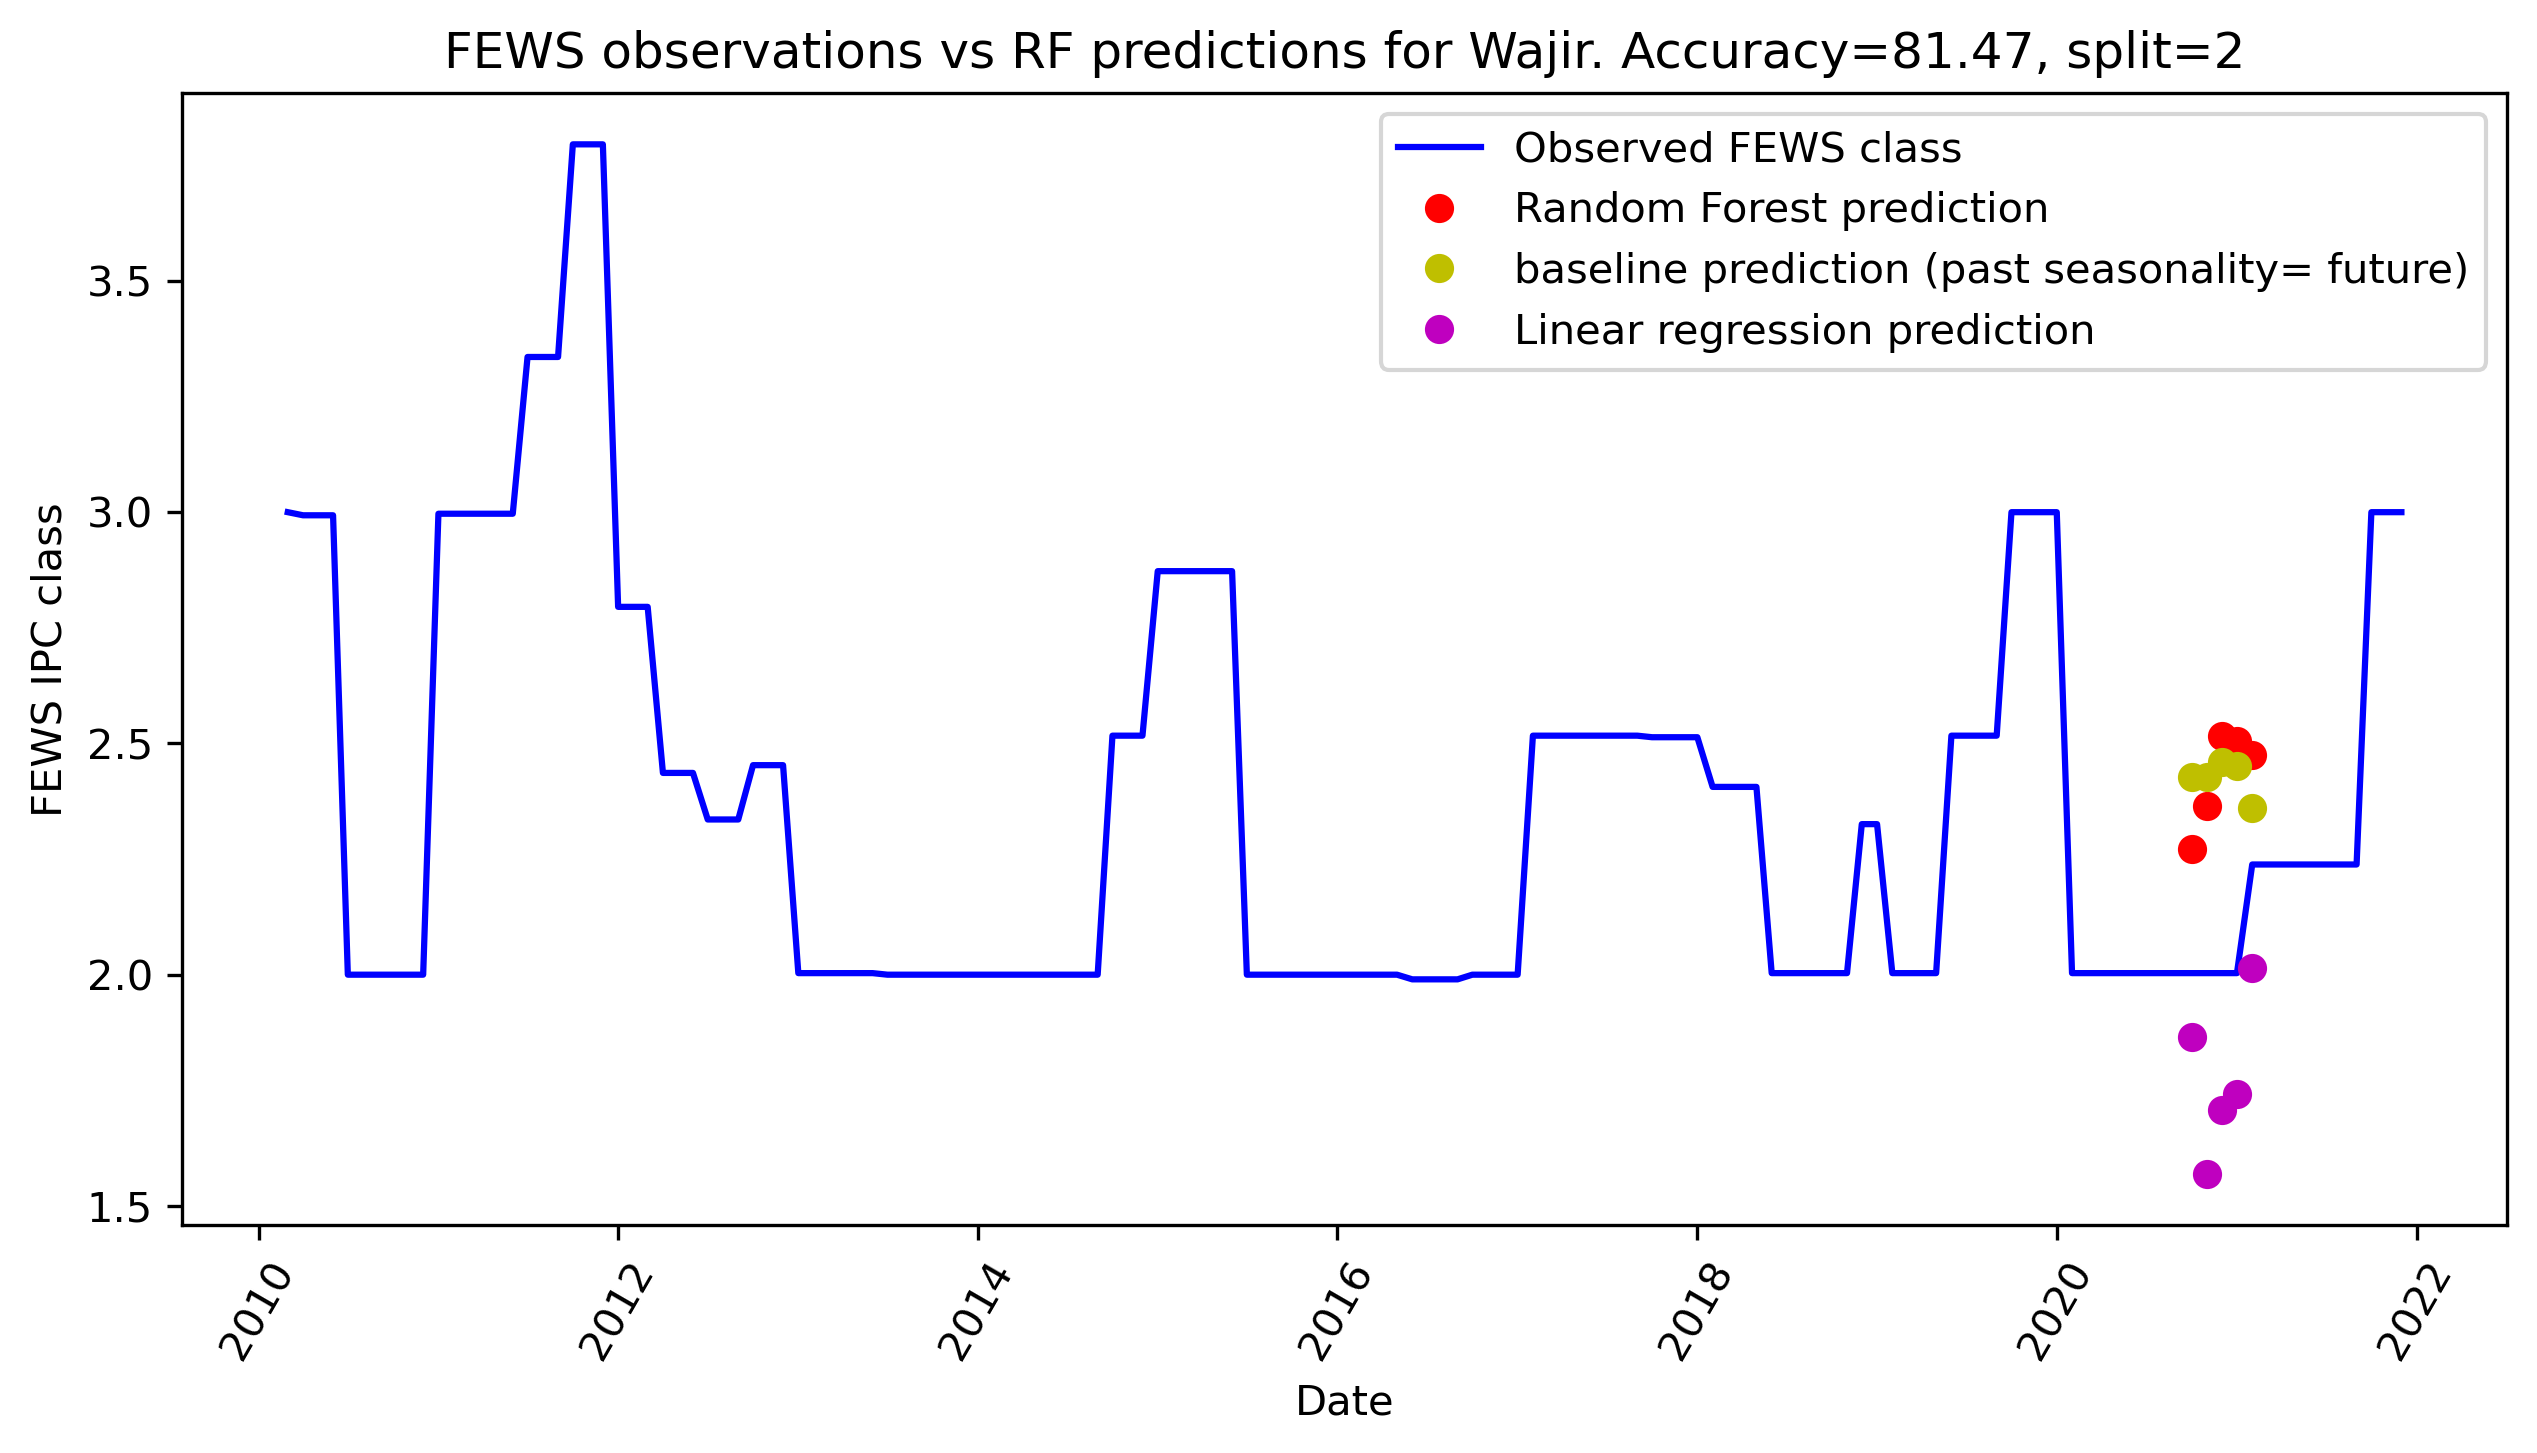 FEWS observations vs RF predictions for Wajir. Accuracy=81.47, split=2
Observed FEWS class
Random Forest prediction
baseline prediction (past seasonality= future)
Linear regression prediction
FEWS IPC class
3.5
3.0
2.5
2.0
1.5
2010
2012
2014
2016
2018
2020
2022
Date